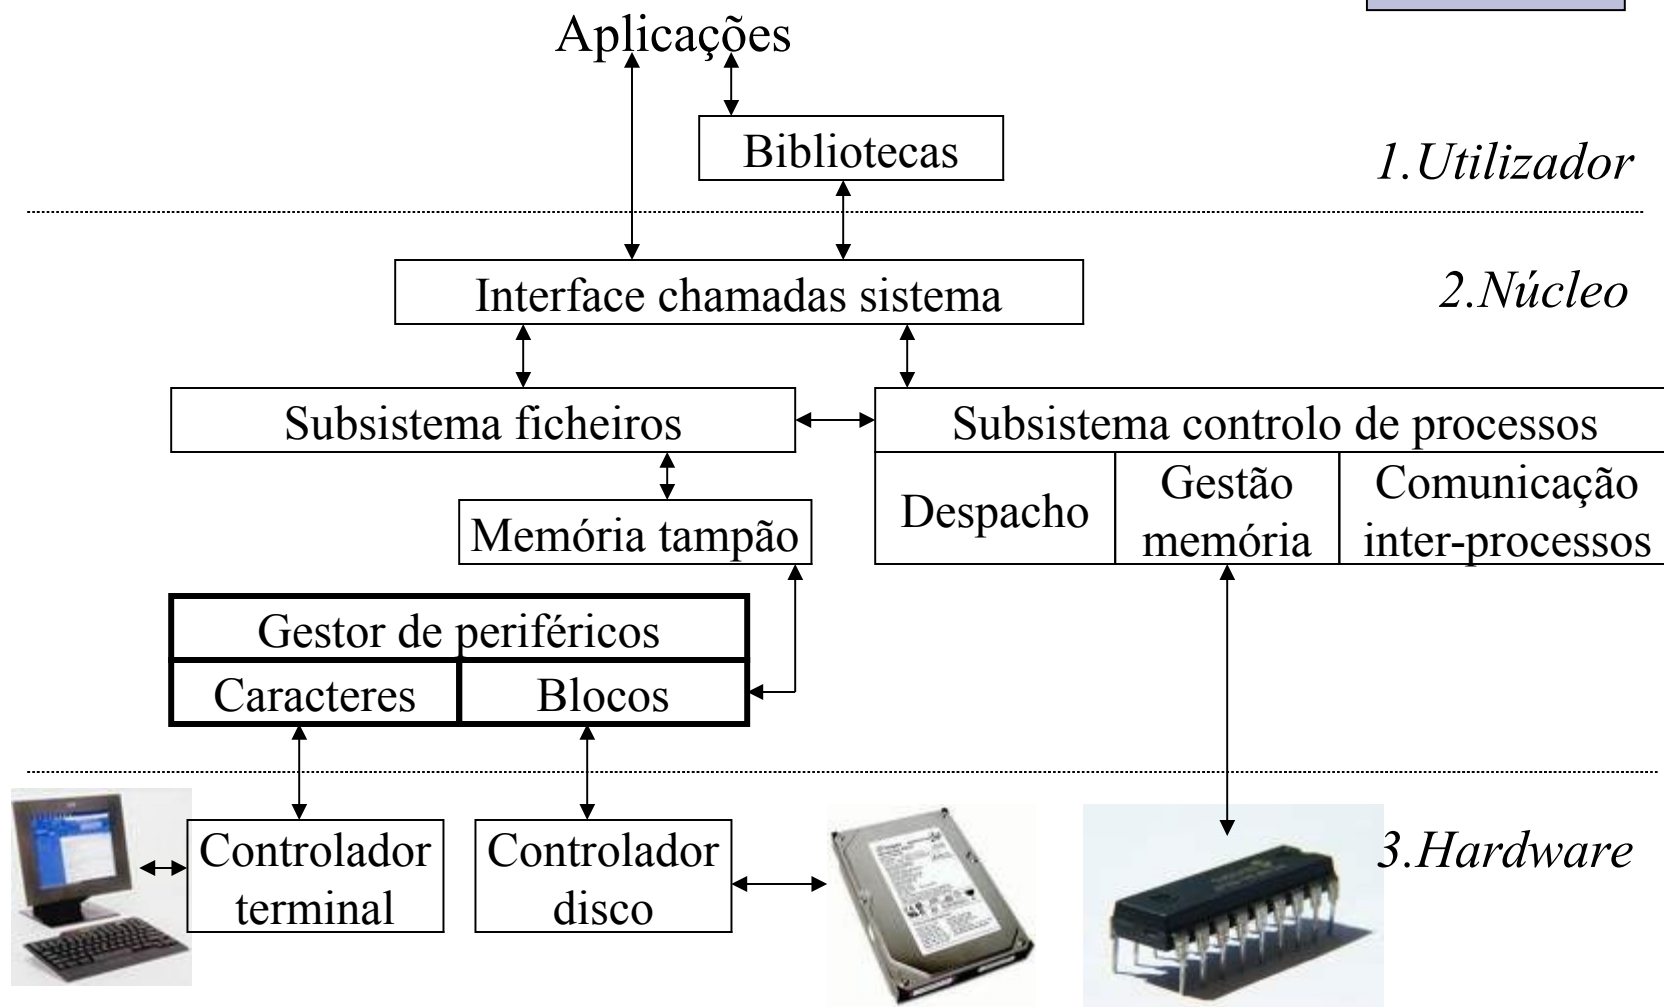 Aplicações
Bibliotecas
1.Utilizador
Interface chamadas sistema
2.Núcleo
Subsistema ficheiros
Subsistema controlo de processos
Despacho
Gestão
memória
Comunicação
inter-processos
Memória tampão
Gestor de periféricos
Caracteres
Blocos
Controlador
terminal
Controlador
disco
3.Hardware